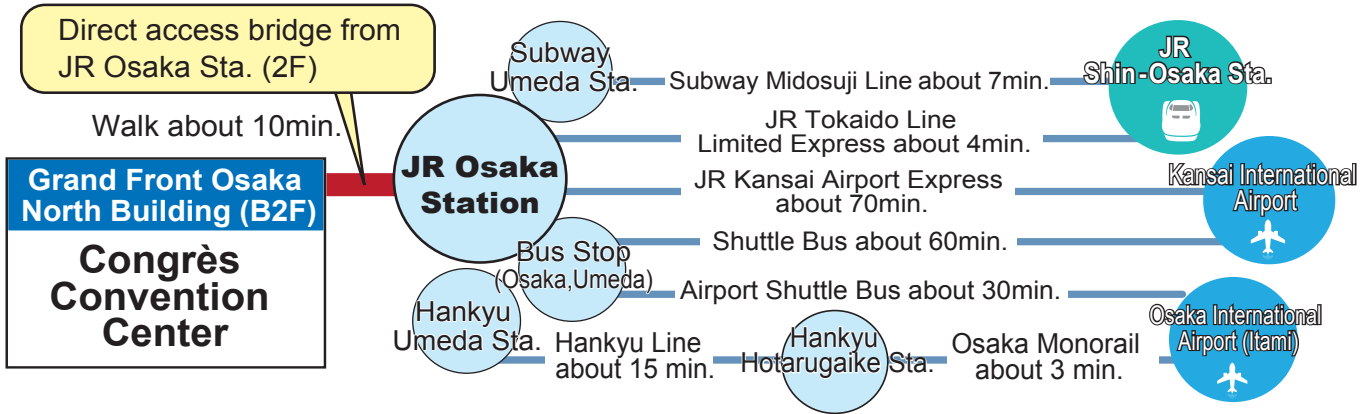 Direct access bridge from
JR Osaka Sta. (2F)
Walk about 10min.
Grand Front Osaka
North Building (B2F)
Congrès
Convention
Center
JR Osaka
Station
Subway
Umeda Sta.
Subway Midosuji Line about 7min.
JR
Shin-Osaka Sta.
JR Tokaido Line
Limited Express about 4min.
JR Kansai Airport Express
about 70min.
Kansai International
Airport
Bus Stop
(Osaka,Umeda)
Shuttle Bus about 60min.
Airport Shuttle Bus about 30min.
Osaka International
Airport (Itami)
Hankyu
Umeda Sta.
Hankyu Line
about 15 min.
Hankyu
Hotarugaike Sta.
Osaka Monorail
about 3 min.